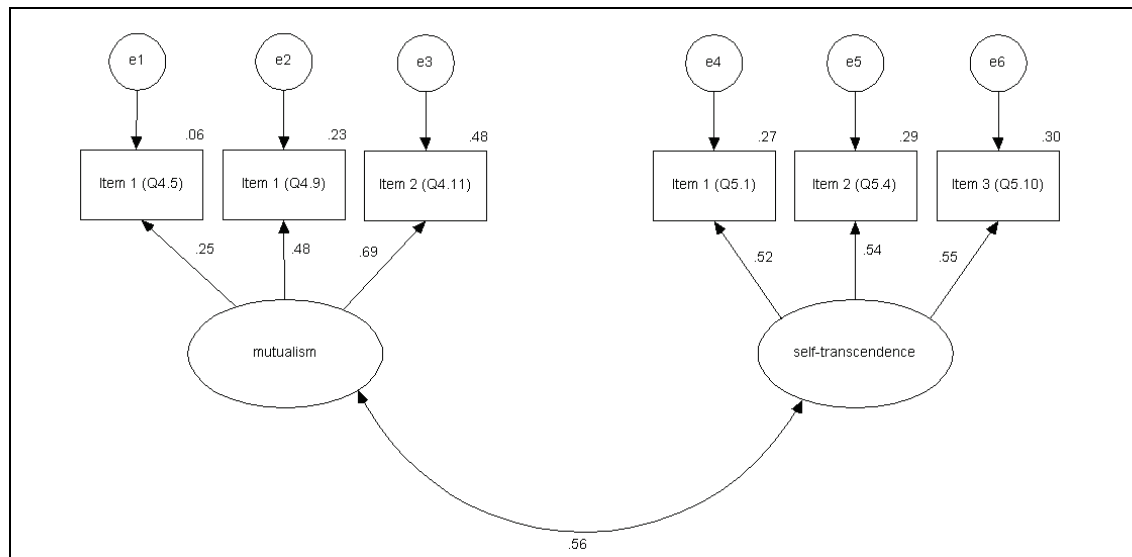 e1
e2
e3
e4
e5
e6
.06
.23
.48
.27
.29
.30
Item 1 (Q4.5)
Item 1 (Q4.9)
Item 2 (Q4.11)
Item 1 (Q5.1)
Item 2 (Q5.4)
Item 3 (Q5.10)
.25
.48
.69
.52
.54
.55
mutualism
self-transcendence
.56